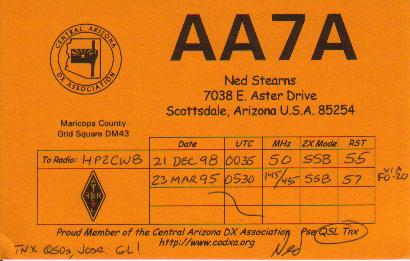 AA7A
CENTRAL ARIZONA
DX ASSOCIATION
Ned Stearns
7038 E. Aster Drive
Scottsdale, Arizona U.S.A. 85254
Maricopa County
Grid Square DM43
Date UTC MHz 2X Mode RST
To Radio: HP2CWB 21 DEC 98 0035 50 SSB 55
23 MAR 95 0530 145/435 SSB 57 VIA FO-20
Proud Member of the Central Arizona DX Association Pse/QSL Tnx
http://www.cadxa.org
TNX QSOs, Jose. GL! Ned